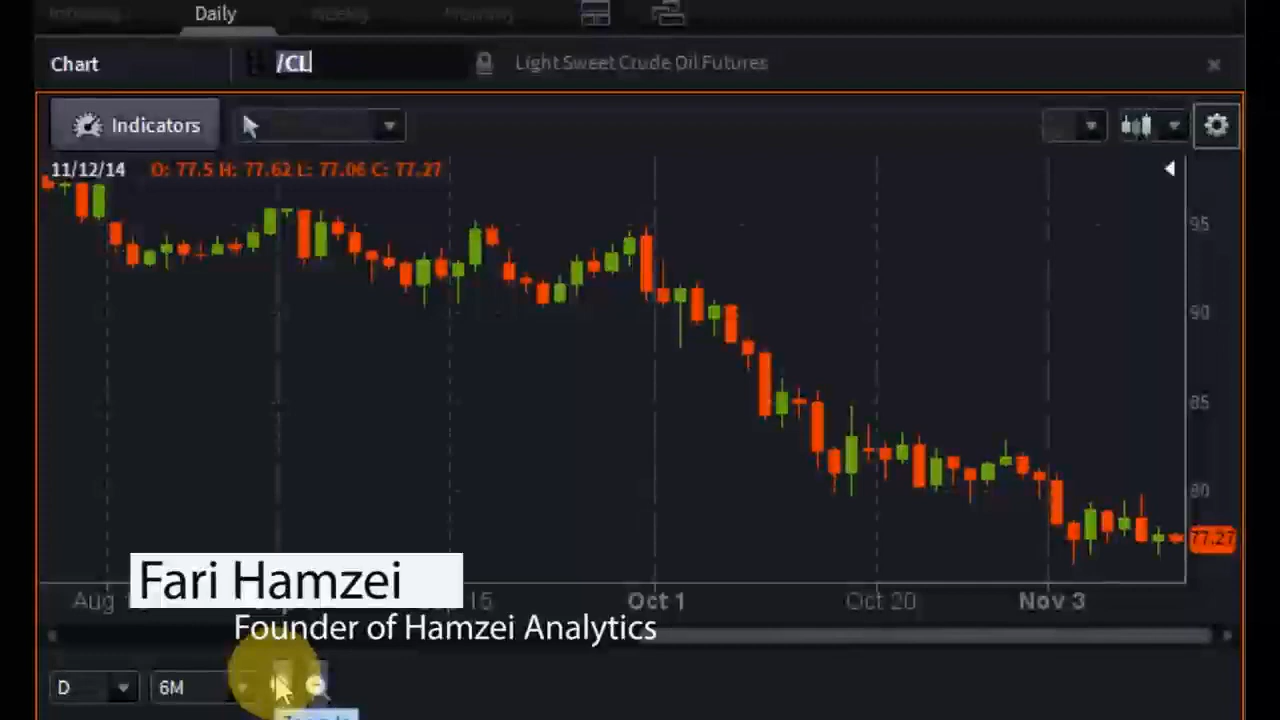 Daily
Chart /CL Light Sweet Crude Oil Futures ×
Indicators
11/12/14 O: 77.5 H: 77.62 L: 77.06 C: 77.27
95
90
85
80
77.27
Aug 15 Oct 1 Oct 20 Nov 3
Fari Hamzei
Founder of Hamzei Analytics
D 6M